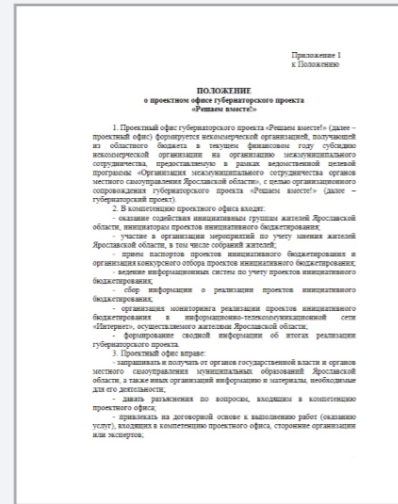 Приложение 1
к Положению
ПОЛОЖЕНИЕ
о проектном офисе губернаторского проекта
«Решаем вместе!»
1. Проектный офис губернаторского проекта «Решаем вместе!» (далее –
проектный офис) формируется некоммерческой организацией, получающей
из областного бюджета в текущем финансовом году субсидию
некоммерческой организации на организацию межмуниципального
сотрудничества, предоставляемую в рамках ведомственной целевой
программы «Организация межмуниципального сотрудничества органов
местного самоуправления Ярославской области», с целью организационного
сопровождения губернаторского проекта «Решаем вместе!» (далее –
губернаторский проект).
2. В компетенцию проектного офиса входят:
- оказание содействия инициативным группам жителей Ярославской
области, инициаторам проектов инициативного бюджетирования;
- участие в организации мероприятий по учету мнения жителей
Ярославской области, в том числе собраний жителей;
- прием паспортов проектов инициативного бюджетирования и
организация конкурсного отбора проектов инициативного бюджетирования;
- ведение информационных систем по учету проектов инициативного
бюджетирования;
- сбор информации о реализации проектов инициативного
бюджетирования;
- организация мониторинга реализации проектов инициативного
бюджетирования в информационно-телекоммуникационной сети
«Интернет», осуществляемого жителями Ярославской области;
- формирование сводной информации об итогах реализации
губернаторского проекта.
3. Проектный офис вправе:
- запрашивать и получать от органов государственной власти и органов
местного самоуправления муниципальных образований Ярославской
области, а также иных организаций информацию и материалы, необходимые
для его деятельности;
- давать разъяснения по вопросам, входящим в компетенцию
проектного офиса;
- привлекать на договорной основе к выполнению работ (оказанию
услуг), входящих в компетенцию проектного офиса, сторонние организации
или экспертов;